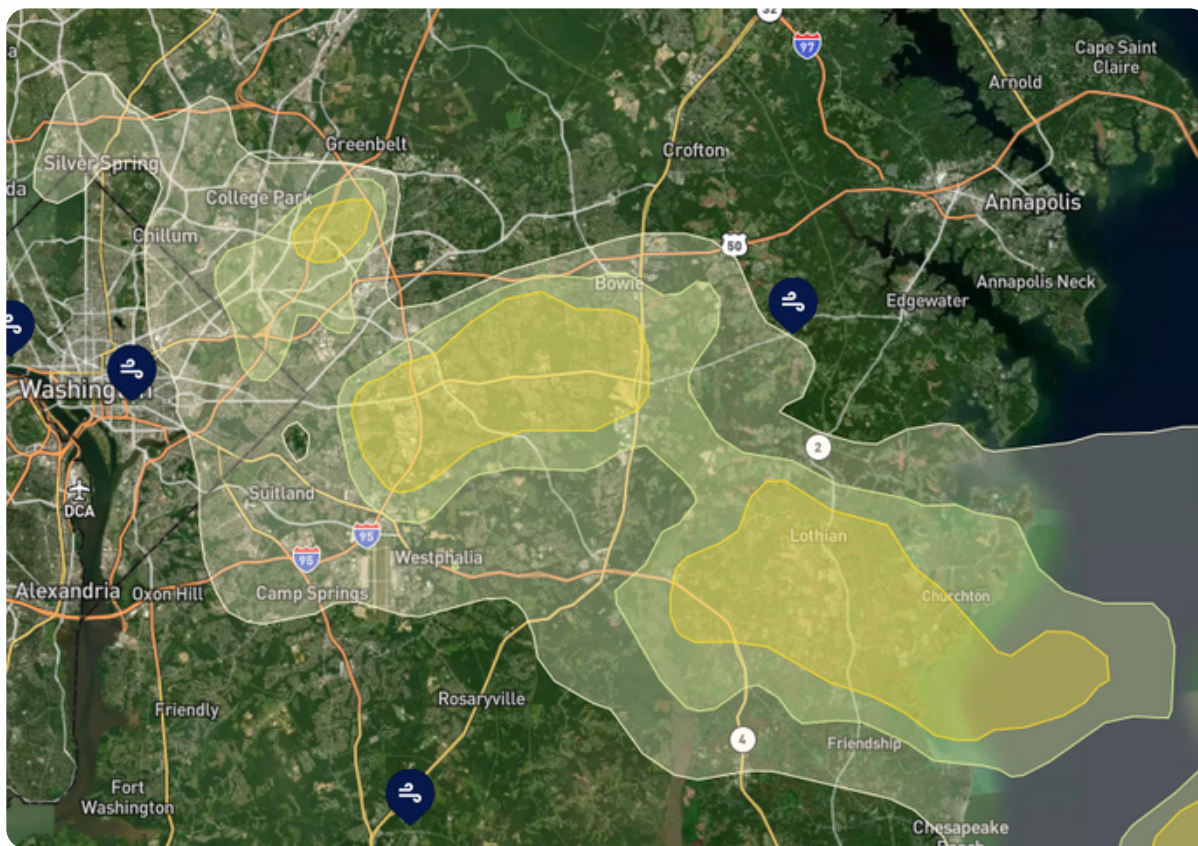 32
97
Cape Saint
Claire
Arnold
Greenbelt
Crofton
Silver Spring
College Park
Annapolis
Chillum
50
Bowie
Annapolis Neck
Edgewater
Washington
2
Suitland
DCA
95
Lothian
95
Westphalia
Alexandria
Oxon Hill
Camp Springs
Churchton
Rosaryville
Friendly
4
Friendship
Fort
Washington
Chesapeake